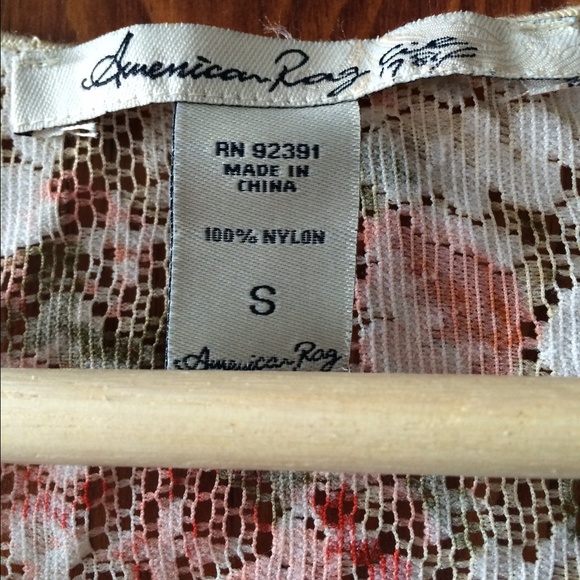 American Rag
RN 92391
MADE IN
CHINA
100% NYLON
S
American Rag